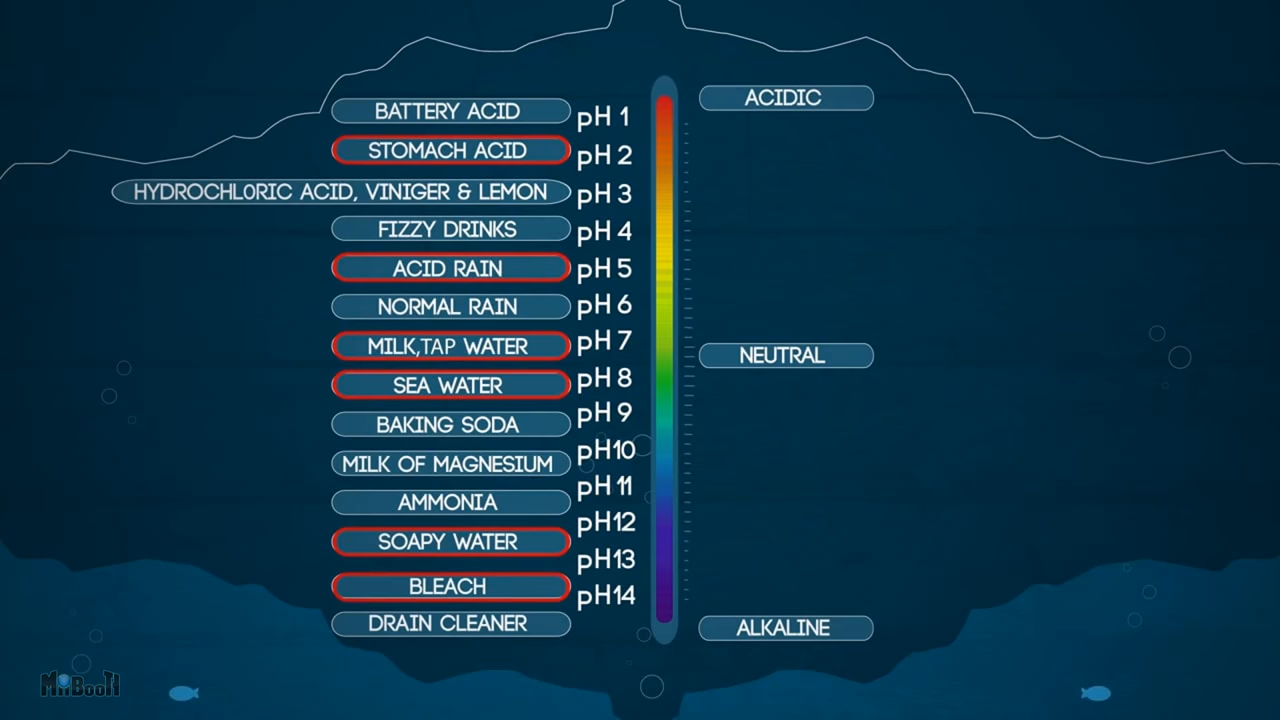 BATTERY ACID pH 1 ACIDIC
STOMACH ACID pH 2
HYDROCHLORIC ACID, VINIGER & LEMON pH 3
FIZZY DRINKS pH 4
ACID RAIN pH 5
NORMAL RAIN pH 6
MILK,TAP WATER pH 7 NEUTRAL
SEA WATER pH 8
BAKING SODA pH 9
MILK OF MAGNESIUM pH10
AMMONIA pH 11
SOAPY WATER pH12
BLEACH pH13
DRAIN CLEANER pH14 ALKALINE
MiiBooTI